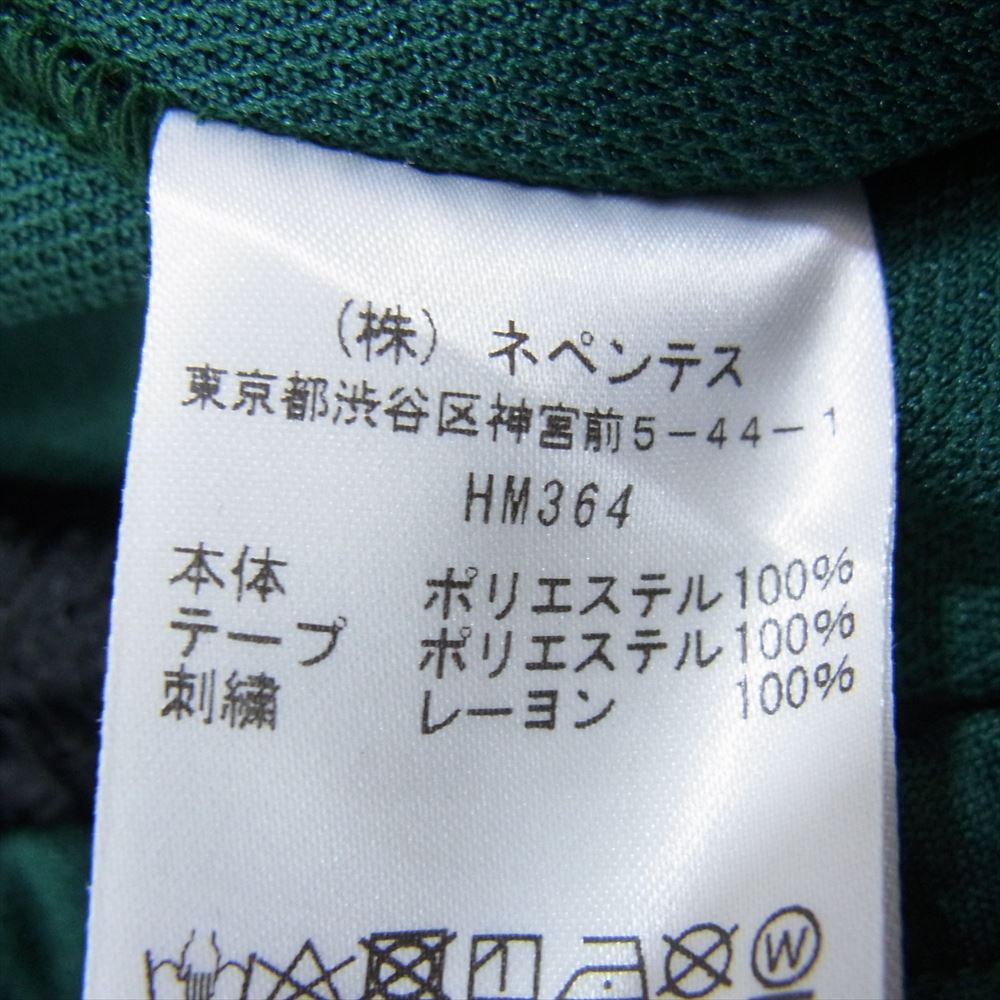 (株) ネペンテス
東京都渋谷区神宮前5-44-1
HM364
本体 ポリエステル100%
テープ ポリエステル100%
刺繍 レーヨン 100%
W